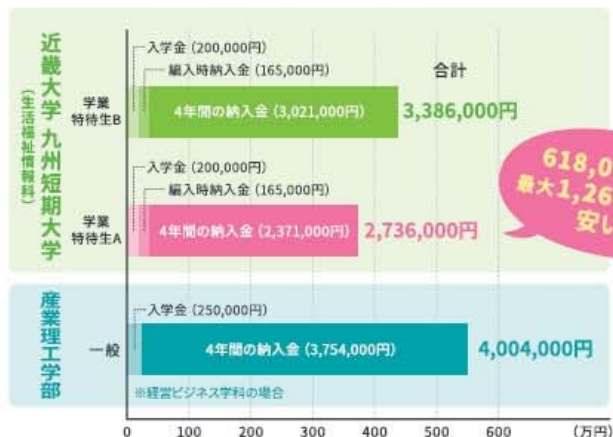 近畿大学 九州短期大学
(生活福祉情報科)
入学金 (200,000円)
編入時納入金 (165,000円)
合計
学業
特待生B
4年間の納入金 (3,021,000円)
3,386,000円
入学金 (200,000円)
編入時納入金 (165,000円)
学業
特待生A
4年間の納入金 (2,371,000円)
2,736,000円
618,0
最大1,26
安い
産業理工学部
入学金 (250,000円)
一般
4年間の納入金 (3,754,000円)
4,004,000円
※経営ビジネス学科の場合
0 100 200 300 400 500 600 (万円)